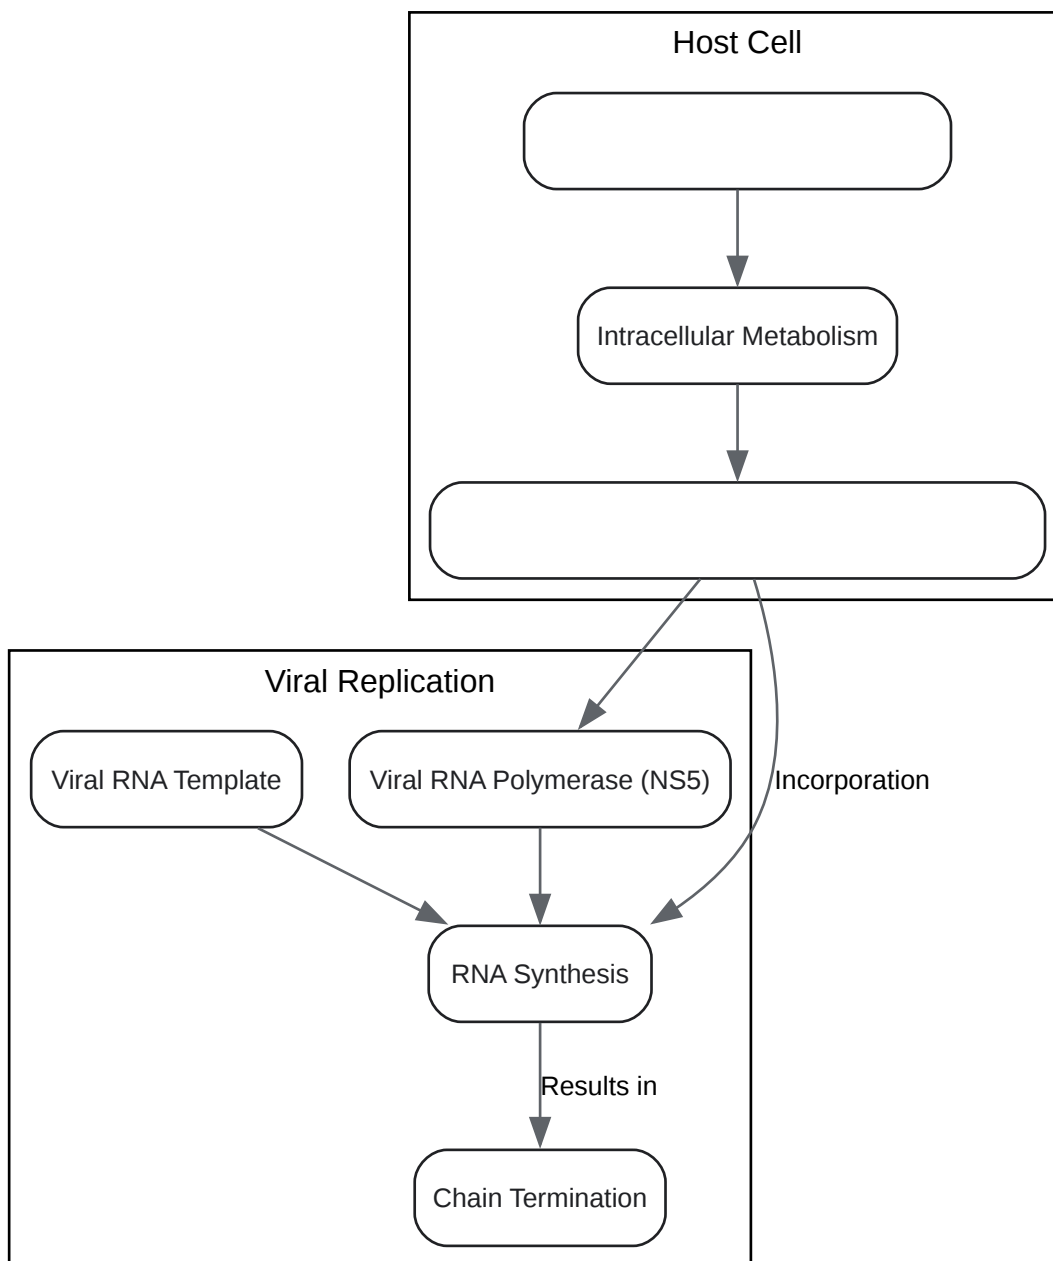 Host Cell
Intracellular Metabolism
Viral Replication
Viral RNA Template
Viral RNA Polymerase (NS5)
Incorporation
RNA Synthesis
Results in
Chain Termination